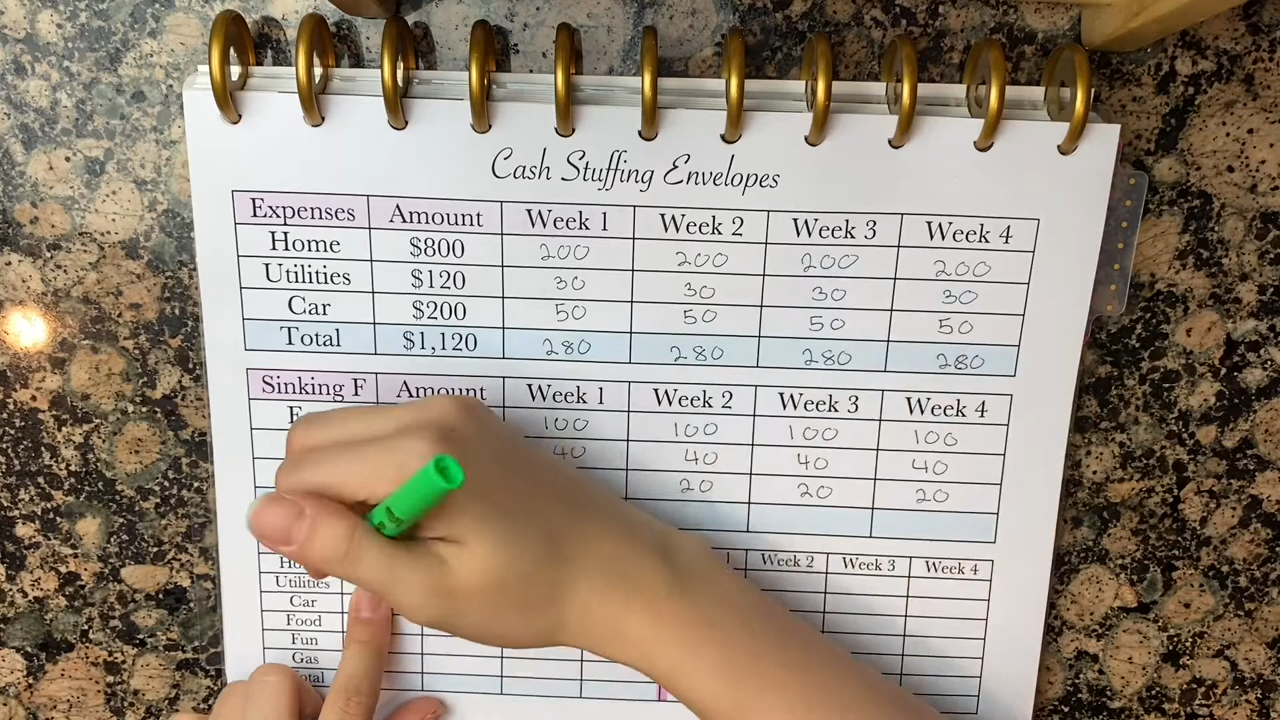 Cash Stuffing Envelopes
Expenses Amount Week 1 Week 2 Week 3 Week 4
Home $800 200 200 200 200
Utilities $120 30 30 30 30
Car $200 50 50 50 50
Total $1,120 280 280 280 280
Sinking F Amount Week 1 Week 2 Week 3 Week 4
100 100 100 100
40 40 40 40
20 20 20
Week 2 Week 3 Week 4
Utilities
Car
Food
Fun
Gas